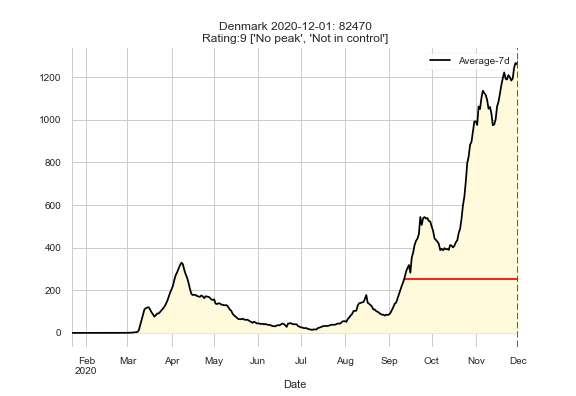 Denmark 2020-12-01: 82470
Rating:9 ['No peak', 'Not in control']
Average-7d
1200
1000
800
600
400
200
0
Feb Mar Apr May Jun Jul Aug Sep Oct Nov Dec
2020
Date